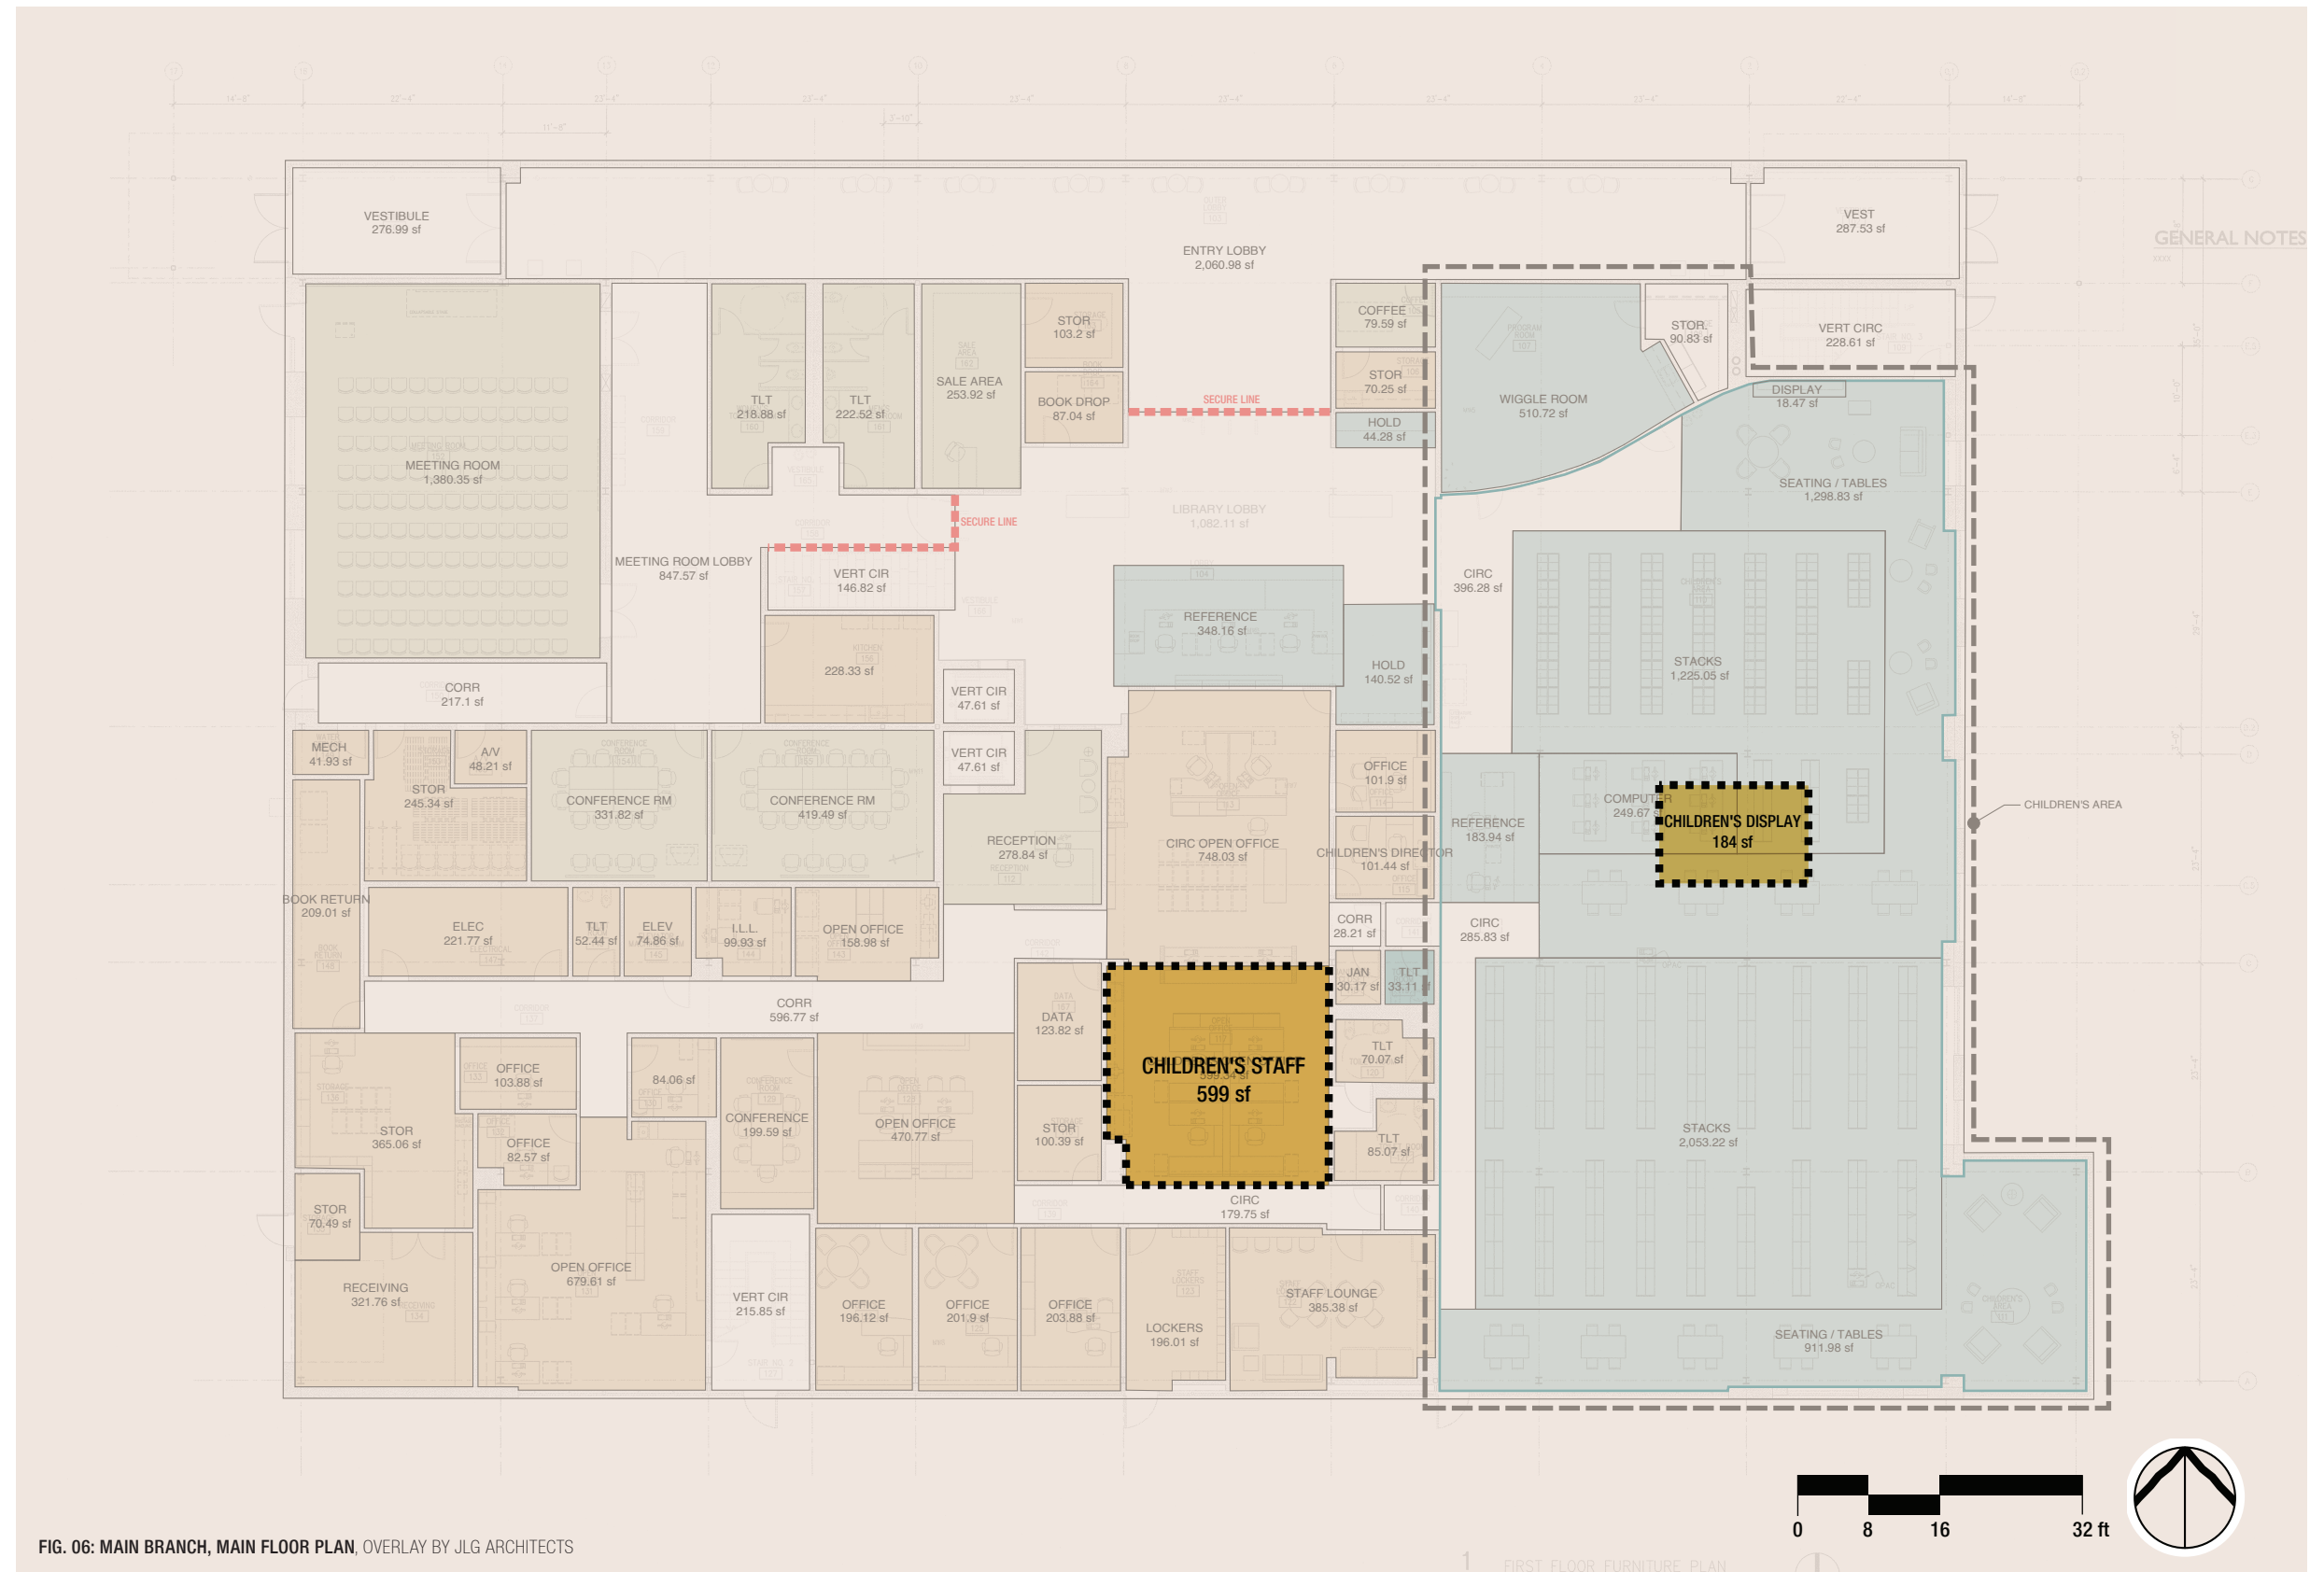 GENERAL NOTES
XXXX
VESTIBULE
276.99 sf
ENTRY LOBBY
2,060.98 sf
VEST
287.53 sf
MEETING ROOM
1,380.35 sf
TLT
218.88 sf
TLT
222.52 sf
SALE AREA
253.92 sf
STOR
103.2 sf
BOOK DROP
87.04 sf
SECURE LINE
COFFEE
79.59 sf
STOR
70.25 sf
HOLD
44.28 sf
WIGGLE ROOM
510.72 sf
STOR.
90.83 sf
VERT CIRC
228.61 sf
DISPLAY
18.47 sf
SEATING / TABLES
1,298.83 sf
SECURE LINE
LIBRARY LOBBY
1,082.11 sf
MEETING ROOM LOBBY
847.57 sf
VERT CIR
146.82 sf
CIRC
396.28 sf
REFERENCE
348.16 sf
HOLD
140.52 sf
STACKS
1,225.05 sf
KITCHEN
156
228.33 sf
CORR
217.1 sf
VERT CIR
47.61 sf
VERT CIR
47.61 sf
MECH
41.93 sf
A/V
48.21 sf
STOR
245.34 sf
CONFERENCE RM
331.82 sf
CONFERENCE RM
419.49 sf
RECEPTION
278.84 sf
CIRC OPEN OFFICE
748.03 sf
OFFICE
101.9 sf
CHILDREN'S DIRECTOR
101.44 sf
REFERENCE
183.94 sf
COMPUTER
249.67
CHILDREN'S DISPLAY
184 sf
CHILDREN'S AREA
BOOK RETURN
209.01 sf
ELEC
221.77 sf
TLT
52.44 sf
ELEV
74.86 sf
I.L.L.
99.93 sf
OPEN OFFICE
158.98 sf
CORR
28.21 sf
CIRC
285.83 sf
JAN
30.17 sf
TLT
33.11 sf
CORR
596.77 sf
DATA
123.82 sf
CHILDREN'S STAFF
599 sf
TLT
70.07 sf
OFFICE
103.88 sf
84.06 sf
CONFERENCE
199.59 sf
OPEN OFFICE
470.77 sf
STOR
100.39 sf
TLT
85.07 sf
STACKS
2,053.22 sf
STOR
365.06 sf
OFFICE
82.57 sf
STOR
70.49 sf
CIRC
179.75 sf
RECEIVING
321.76 sf
OPEN OFFICE
679.61 sf
VERT CIR
215.85 sf
OFFICE
196.12 sf
OFFICE
201.9 sf
OFFICE
203.88 sf
LOCKERS
196.01 sf
STAFF LOUNGE
385.38 sf
SEATING / TABLES
911.98 sf
0 8 16 32 ft
FIG. 06: MAIN BRANCH, MAIN FLOOR PLAN, OVERLAY BY JLG ARCHITECTS
1 FIRST FLOOR FURNITURE PLAN